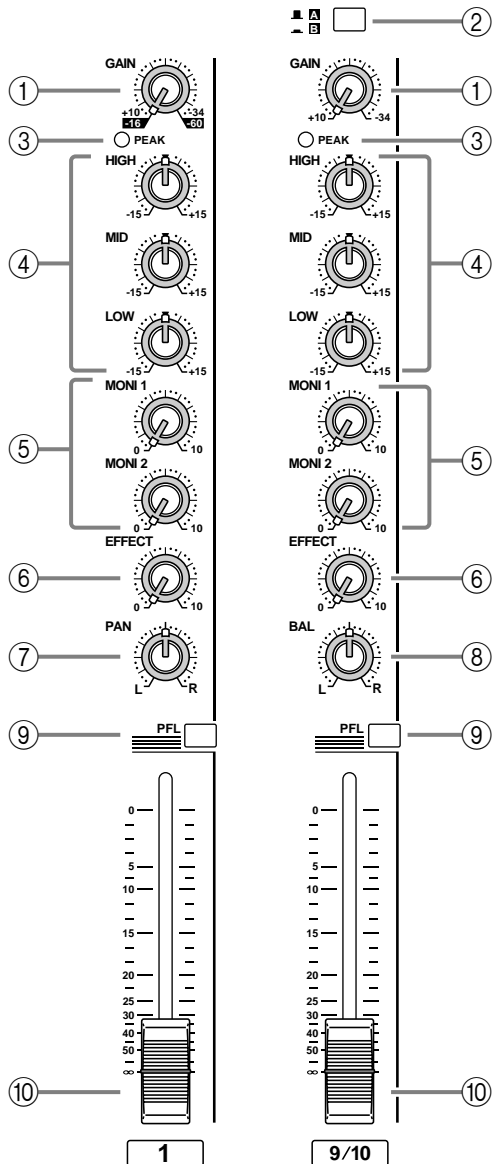 A
B
②
GAIN
GAIN
① +10 -34 +10 -34 ①
-16 -60
③ PEAK PEAK ③
HIGH HIGH
-15 +15 -15 +15
④ MID MID ④
-15 +15 -15 +15
LOW LOW
-15 +15 -15 +15
MONI 1 MONI 1
0 10 0 10
⑤ MONI 2 MONI 2 ⑤
0 10 0 10
EFFECT EFFECT
⑥ 0 10 0 10 ⑥
PAN BAL
⑦ L R L R ⑧
⑨ PFL PFL ⑨
0 0
5 5
10 10
15 15
20 20
25 25
30 30
40 40
50 50
∞ ∞
⑩ ⑩
1 9/10